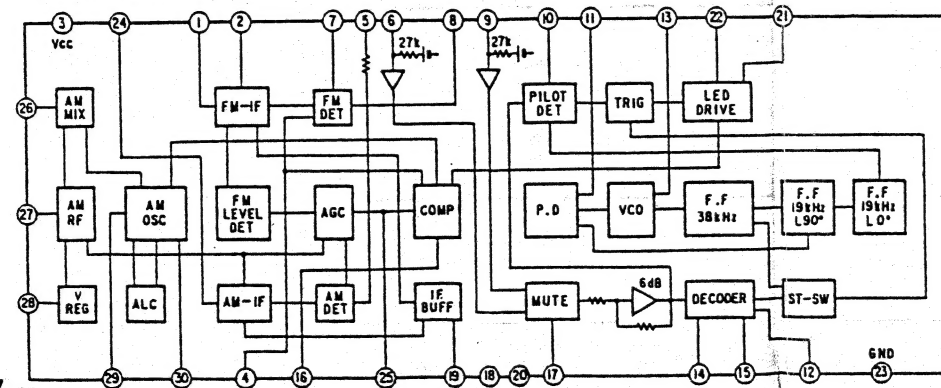 3 24 1 2 7 5 6 8 9 10 11 13 22 21
Vcc
27k
27k
26
AM MIX
FM-IF
FM DET
PILOT DET
TRIG
LED DRIVE
27
AM RF
AM OSC
FM LEVEL DET
AGC
COMP
P.D
VCO
F.F 38kHz
F.F 19kHz L90°
F.F 19kHz L0°
28
V REG
ALC
AM-IF
AM DET
I.F. BUFF
MUTE
6dB
DECODER
ST-SW
GND
29 30 4 16 25 19 18 20 17 14 15 12 23